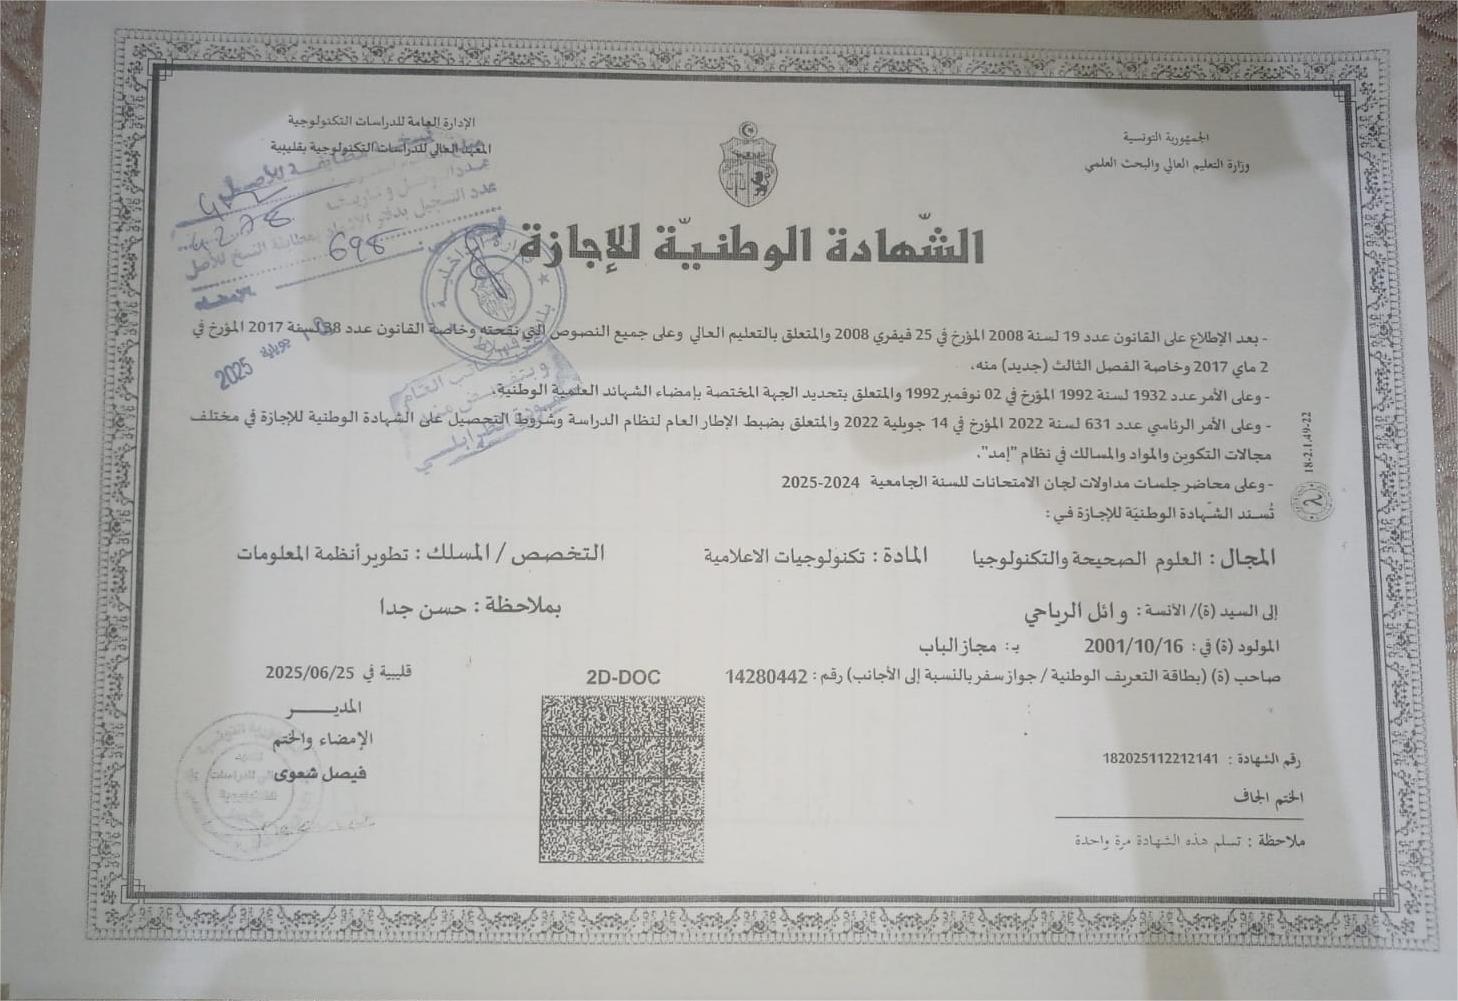 الجمهورية التونسية
وزارة التعليم العالي والبحث العلمي
الإدارة العامة للدراسات التكنولوجية
المعهد العالي للدراسات التكنولوجية بقليبية
عدد التسجيل بدفتر
698
الإمضاء
جويلية 2025
الشّهادة الوطنيّة للإجازة
- بعد الإطلاع على القانون عدد 19 لسنة 2008 المؤرخ في 25 فيفري 2008 والمتعلق بالتعليم العالي وعلى جميع النصوص التي نقحته وخاصة القانون عدد 38 لسنة 2017 المؤرخ في
2 ماي 2017 وخاصة الفصل الثالث (جديد) منه،
- وعلى الأمر عدد 1932 لسنة 1992 المؤرخ في 02 نوفمبر 1992 والمتعلق بتحديد الجهة المختصة بإمضاء الشهائد العلمية الوطنية،
- وعلى الأمر الرئاسي عدد 631 لسنة 2022 المؤرخ في 14 جويلية 2022 والمتعلق بضبط الإطار العام لنظام الدراسة وشروط التحصيل على الشهادة الوطنية للإجازة في مختلف
مجالات التكوين والمواد والمسالك في نظام "إمد"،
- وعلى محاضر جلسات مداولات لجان الامتحانات للسنة الجامعية 2024-2025
تُسند الشّهادة الوطنيّة للإجازة في :
المجال : العلوم الصحيحة والتكنولوجيا المادة : تكنولوجيات الاعلامية التخصص / المسلك : تطوير أنظمة المعلومات
إلى السيد (ة)/ الآنسة : وائل الرياحي بملاحظة : حسن جدا
المولود (ة) في : 2001/10/16 بـ : مجاز الباب
صاحب (ة) (بطاقة التعريف الوطنية / جواز سفر بالنسبة إلى الأجانب) رقم : 14280442
2D-DOC
قليبية في 2025/06/25
المديـــــر
الإمضاء والختم
فيصل شعوى
رقم الشهادة : 182025112212141
الختم الجاف
ملاحظة : تسلم هذه الشهادة مرة واحدة
18-2.1.49-22